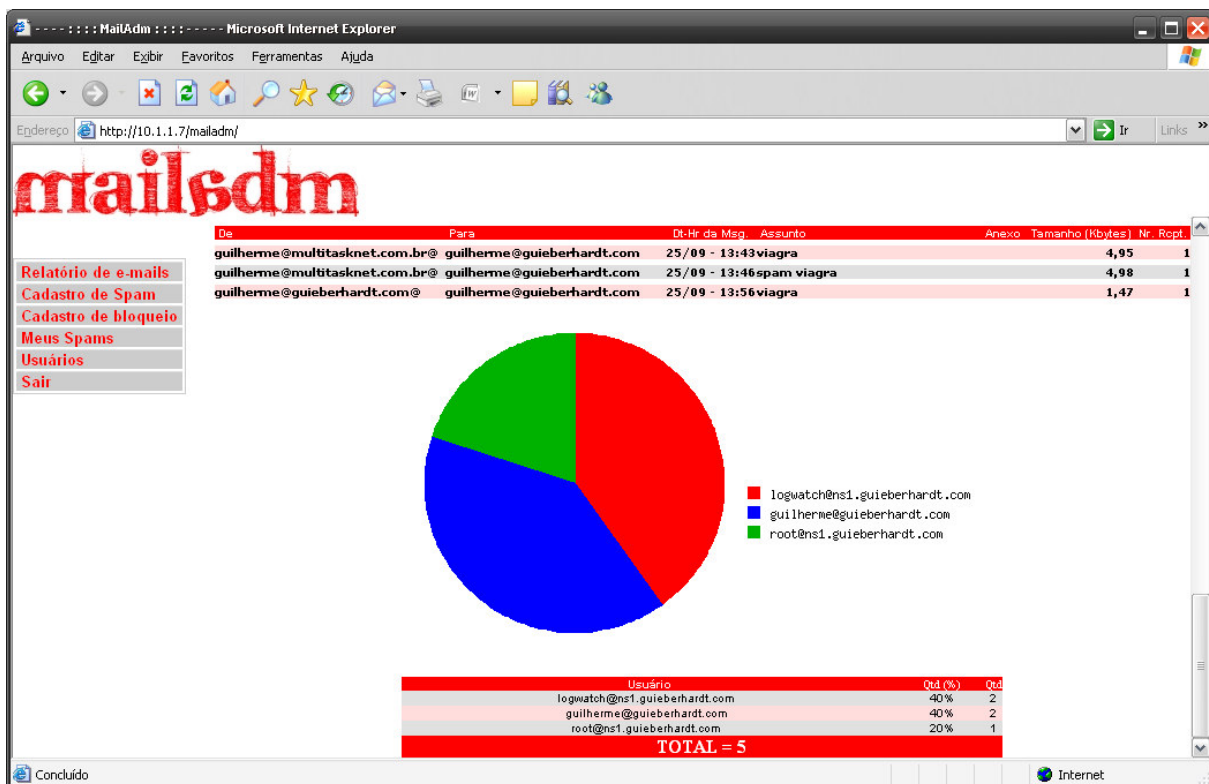 - - - - : : : : MailAdm : : : : - - - - - Microsoft Internet Explorer
Arquivo Editar Exibir Favoritos Ferramentas Ajuda
Endereço http://10.1.1.7/mailadm/ Ir Links »
mailadm
De Para Dt-Hr da Msg. Assunto Anexo Tamanho (Kbytes) Nr. Rcpt.
guilherme@multitasknet.com.br@ guilherme@guieberhardt.com 25/09 - 13:43 viagra 4,95 1
guilherme@multitasknet.com.br@ guilherme@guieberhardt.com 25/09 - 13:46 spam viagra 4,98 1
guilherme@guieberhardt.com@ guilherme@guieberhardt.com 25/09 - 13:56 viagra 1,47 1
Relatório de e-mails
Cadastro de Spam
Cadastro de bloqueio
Meus Spams
Usuários
Sair
logwatch@ns1.guieberhardt.com
guilherme@guieberhardt.com
root@ns1.guieberhardt.com
Usuário Qtd (%) Qtd
logwatch@ns1.guieberhardt.com 40% 2
guilherme@guieberhardt.com 40% 2
root@ns1.guieberhardt.com 20% 1
TOTAL = 5
Concluído Internet